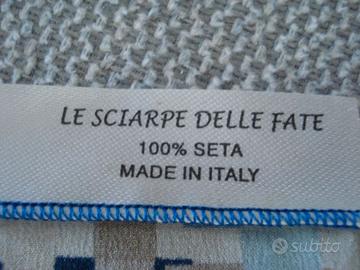 LE SCIARPE DELLE FATE
100% SETA
MADE IN ITALY
subito